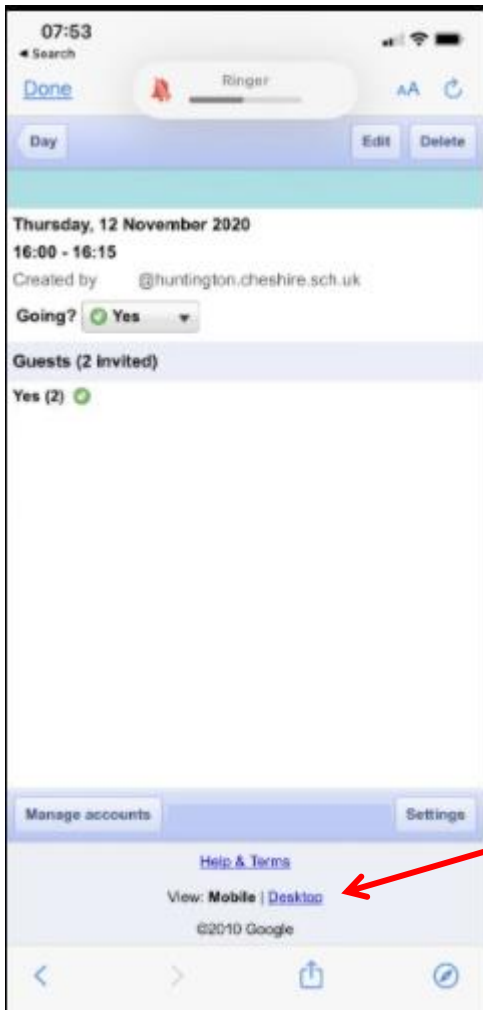 07:53
◀ Search
Done
Ringer
AA
Day
Edit
Delete
Thursday, 12 November 2020
16:00 - 16:15
Created by @huntington.cheshire.sch.uk
Going? Yes
Guests (2 invited)
Yes (2)
Manage accounts
Settings
Help & Terms
View: Mobile | Desktop
©2010 Google